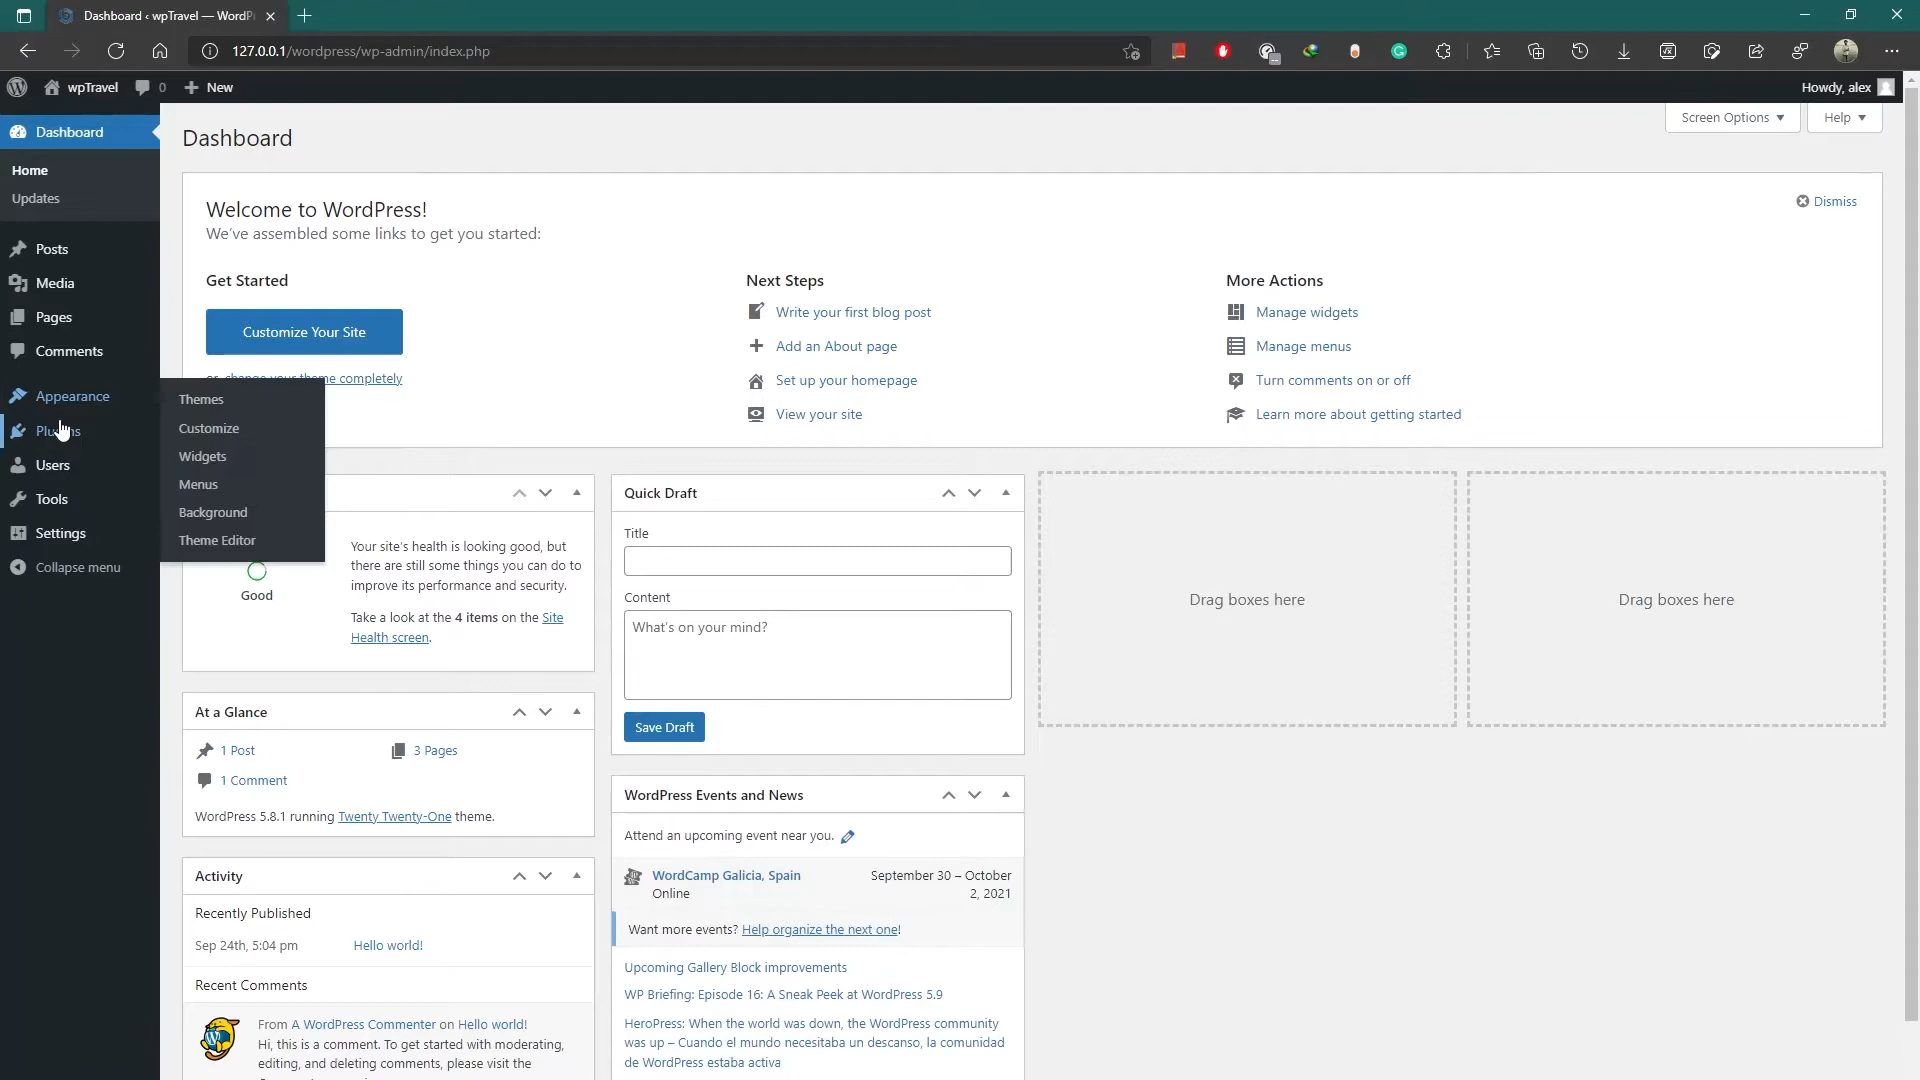 Dashboard ‹ wpTravel — WordP
127.0.0.1/wordpress/wp-admin/index.php
wpTravel
0
New
Howdy, alex
Dashboard
Home
Updates
Posts
Media
Pages
Comments
Appearance
Users
Tools
Settings
Collapse menu
Themes
Customize
Widgets
Menus
Background
Theme Editor
Dashboard
Screen Options
Help
Welcome to WordPress!
We've assembled some links to get you started:
Dismiss
Get Started
Customize Your Site
completely
Next Steps
Write your first blog post
Add an About page
Set up your homepage
View your site
More Actions
Manage widgets
Manage menus
Turn comments on or off
Learn more about getting started
Good
Your site's health is looking good, but
there are still some things you can do to
improve its performance and security.
Take a look at the 4 items on the Site
Health screen.
At a Glance
1 Post
3 Pages
1 Comment
WordPress 5.8.1 running Twenty Twenty-One theme.
Activity
Recently Published
Sep 24th, 5:04 pm
Hello world!
Recent Comments
From A WordPress Commenter on Hello world!
Hi, this is a comment. To get started with moderating,
editing, and deleting comments, please visit the
Quick Draft
Title
Content
What's on your mind?
Save Draft
WordPress Events and News
Attend an upcoming event near you.
WordCamp Galicia, Spain
Online
September 30 – October
2, 2021
Want more events? Help organize the next one!
Upcoming Gallery Block improvements
WP Briefing: Episode 16: A Sneak Peek at WordPress 5.9
HeroPress: When the world was down, the WordPress community
was up – Cuando el mundo necesitaba un descanso, la comunidad
de WordPress estaba activa
Drag boxes here
Drag boxes here